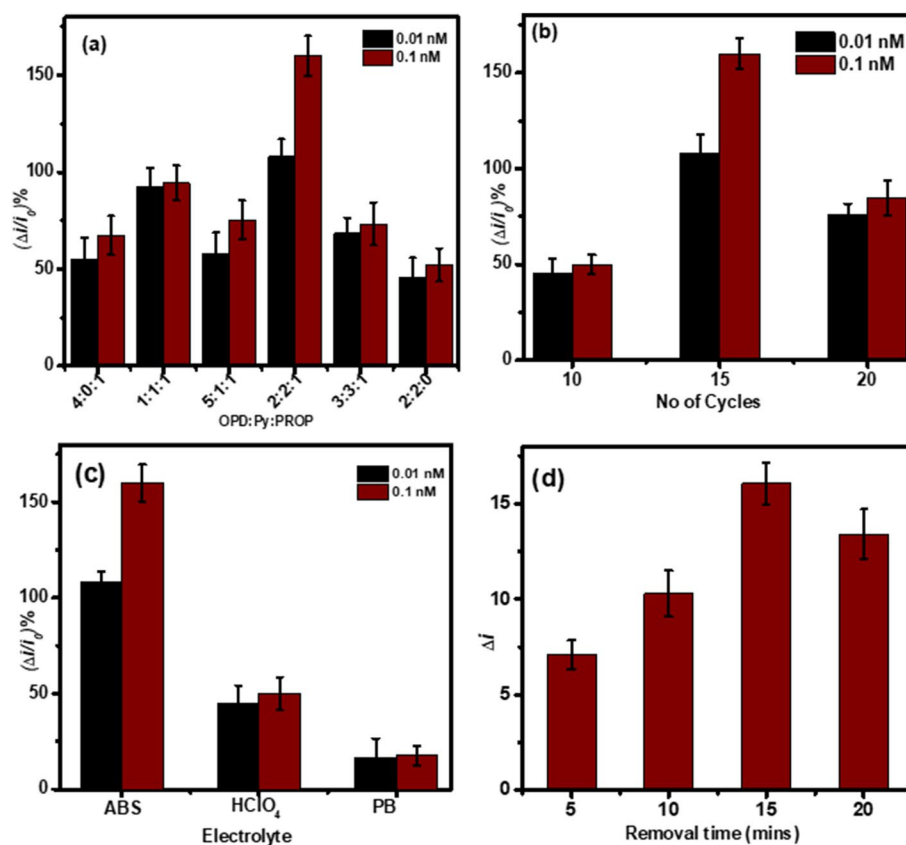 (a)
0.01 nM
0.1 nM
(Δi/i₀)%
150
100
50
0
4:0:1 1:1:1 5:1:1 2:2:1 3:3:1 2:2:0
OPD:Py:PROP
(b)
0.01 nM
0.1 nM
(Δi/i₀)%
150
100
50
0
10 15 20
No of Cycles
(c)
0.01 nM
0.1 nM
(Δi/i₀)%
150
100
50
0
ABS HClO₄ PB
Electrolyte
(d)
Δi
15
10
5
0
5 10 15 20
Removal time (mins)